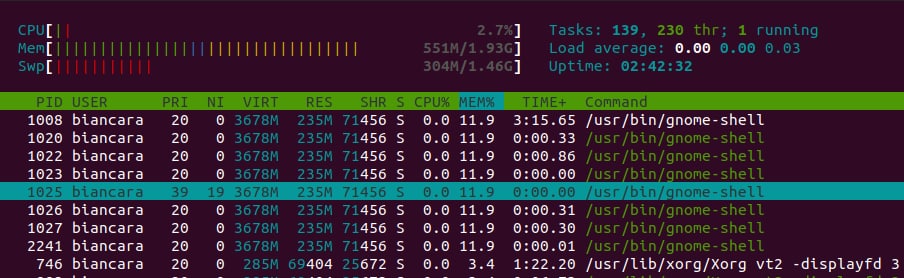 CPU[|| 2.7%] Tasks: 139, 230 thr; 1 running
Mem[||||||||||||||||||||||||||||||||||| 551M/1.93G] Load average: 0.00 0.00 0.03
Swp[||||||||||| 304M/1.46G] Uptime: 02:42:32
PID USER PRI NI VIRT RES SHR S CPU% MEM% TIME+ Command
1008 biancara 20 0 3678M 235M 71456 S 0.0 11.9 3:15.65 /usr/bin/gnome-shell
1020 biancara 20 0 3678M 235M 71456 S 0.0 11.9 0:00.33 /usr/bin/gnome-shell
1022 biancara 20 0 3678M 235M 71456 S 0.0 11.9 0:00.86 /usr/bin/gnome-shell
1023 biancara 20 0 3678M 235M 71456 S 0.0 11.9 0:00.00 /usr/bin/gnome-shell
1025 biancara 39 19 3678M 235M 71456 S 0.0 11.9 0:00.00 /usr/bin/gnome-shell
1026 biancara 20 0 3678M 235M 71456 S 0.0 11.9 0:00.31 /usr/bin/gnome-shell
1027 biancara 20 0 3678M 235M 71456 S 0.0 11.9 0:00.30 /usr/bin/gnome-shell
2241 biancara 20 0 3678M 235M 71456 S 0.0 11.9 0:00.01 /usr/bin/gnome-shell
746 biancara 20 0 285M 69404 25672 S 0.0 3.4 1:22.20 /usr/lib/xorg/Xorg vt2 -displayfd 3